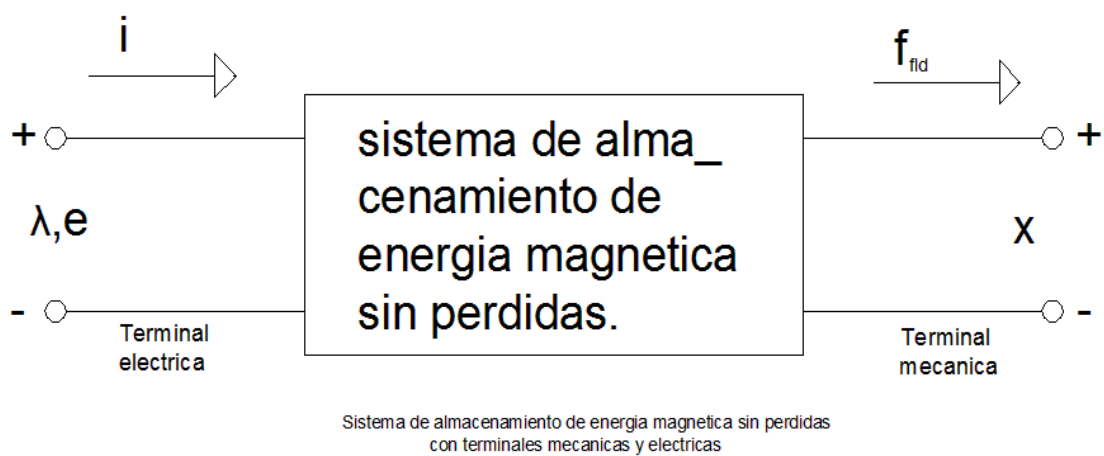 i
f fld
+
+
sistema de alma_
cenamiento de
energia magnetica
sin perdidas.
λ,e
x
-
-
Terminal
electrica
Terminal
mecanica
Sistema de almacenamiento de energia magnetica sin perdidas
con terminales mecanicas y electricas